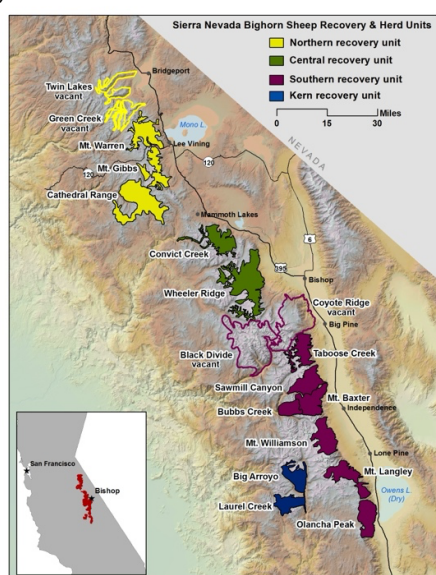 Sierra Nevada Bighorn Sheep Recovery & Herd Units
Northern recovery unit
Central recovery unit
Southern recovery unit
Kern recovery unit
0 15 30
Miles
Bridgeport
Twin Lakes
vacant
Green Creek
vacant
Mono L.
Mt. Warren
Lee Vining
NEVADA
120
Mt. Gibbs
120
Cathedral Range
Mammoth Lakes
6
Convict Creek
395
Bishop
Wheeler Ridge
Coyote Ridge
vacant
Big Pine
Black Divide
vacant
Taboose Creek
Sawmill Canyon
Mt. Baxter
Bubbs Creek
Independence
Mt. Williamson
Lone Pine
Big Arroyo
Mt. Langley
Laurel Creek
Owens L.
(Dry)
Olancha Peak
San Francisco
Bishop